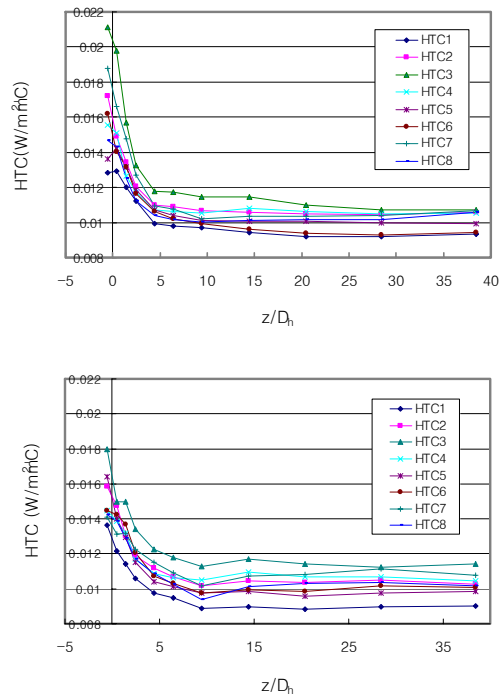 0.022
0.02
0.018
0.016
0.014
0.012
0.01
0.008
HTC(W/m²mC)
HTC1
HTC2
HTC3
HTC4
HTC5
HTC6
HTC7
HTC8
-5 0 5 10 15 20 25 30 35 40
z/Dh
0.022
0.02
0.018
0.016
0.014
0.012
0.01
0.008
HTC (W/m²mC)
HTC1
HTC2
HTC3
HTC4
HTC5
HTC6
HTC7
HTC8
-5 5 15 25 35
z/Dh